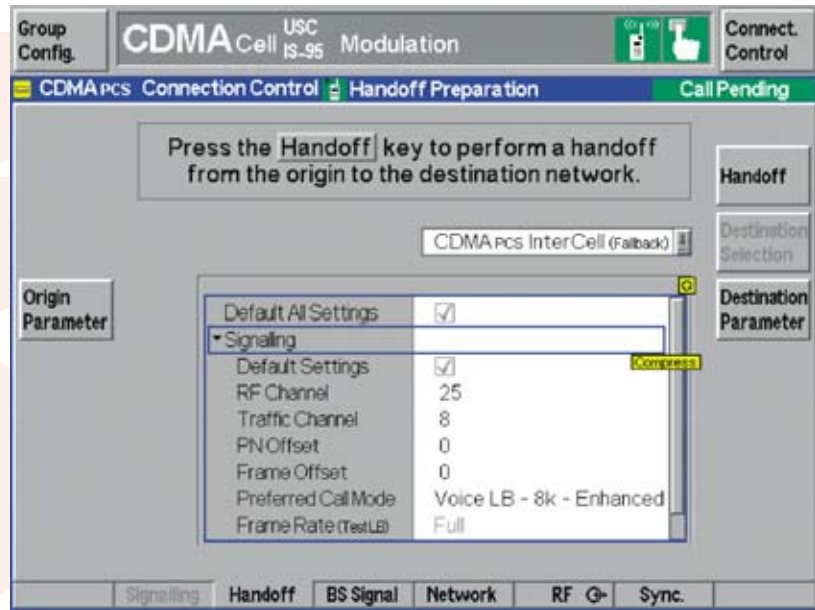 Group Config.
CDMA Cell USC IS-95 Modulation
Connect. Control
CDMA PCS Connection Control Handoff Preparation Call Pending
Press the Handoff key to perform a handoff
from the origin to the destination network.
Handoff
CDMA PCS InterCell (Fallback)
Destination Selection
Origin Parameter
Destination Parameter
Default All Settings
Signaling
Compress
Default Settings
RF Channel 25
Traffic Channel 8
PN Offset 0
Frame Offset 0
Preferred Call Mode Voice LB - 8k - Enhanced
Frame Rate (Test LB) Full
Signalling Handoff BS Signal Network RF Sync.